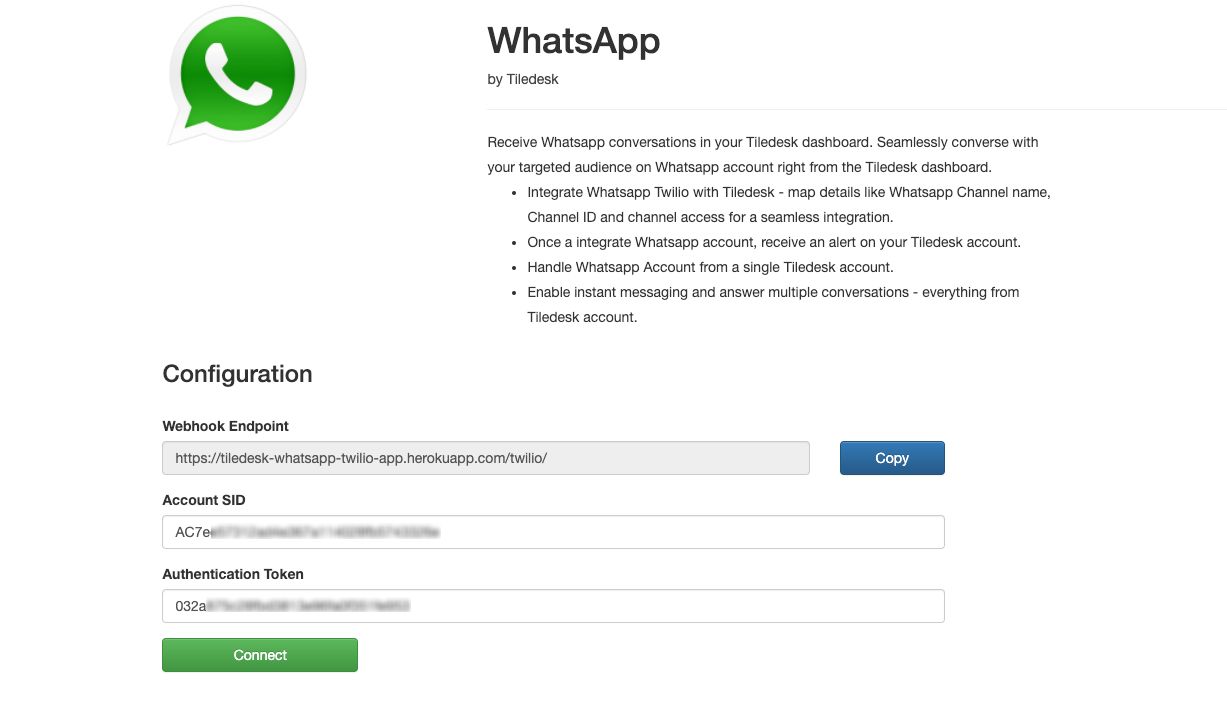 WhatsApp
by Tiledesk
Receive Whatsapp conversations in your Tiledesk dashboard. Seamlessly converse with
your targeted audience on Whatsapp account right from the Tiledesk dashboard.
• Integrate Whatsapp Twilio with Tiledesk - map details like Whatsapp Channel name,
Channel ID and channel access for a seamless integration.
• Once a integrate Whatsapp account, receive an alert on your Tiledesk account.
• Handle Whatsapp Account from a single Tiledesk account.
• Enable instant messaging and answer multiple conversations - everything from
Tiledesk account.
Configuration
Webhook Endpoint
https://tiledesk-whatsapp-twilio-app.herokuapp.com/twilio/
Copy
Account SID
AC7e
Authentication Token
032a
Connect